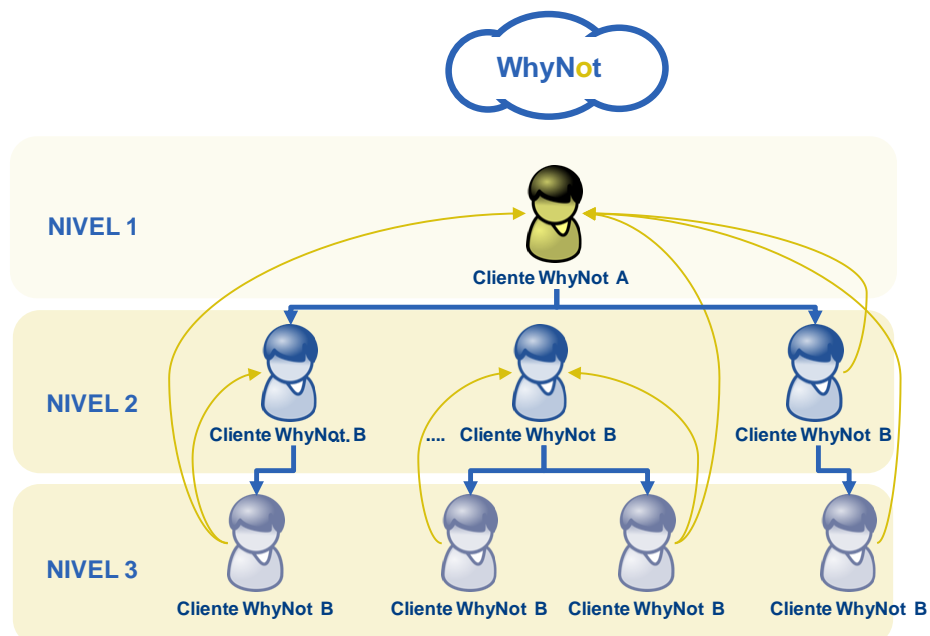 WhyNot
NIVEL 1
Cliente WhyNot A
NIVEL 2
Cliente WhyNot. B
.... Cliente WhyNot B
Cliente WhyNot B
NIVEL 3
Cliente WhyNot B
Cliente WhyNot B
Cliente WhyNot B
Cliente WhyNot B